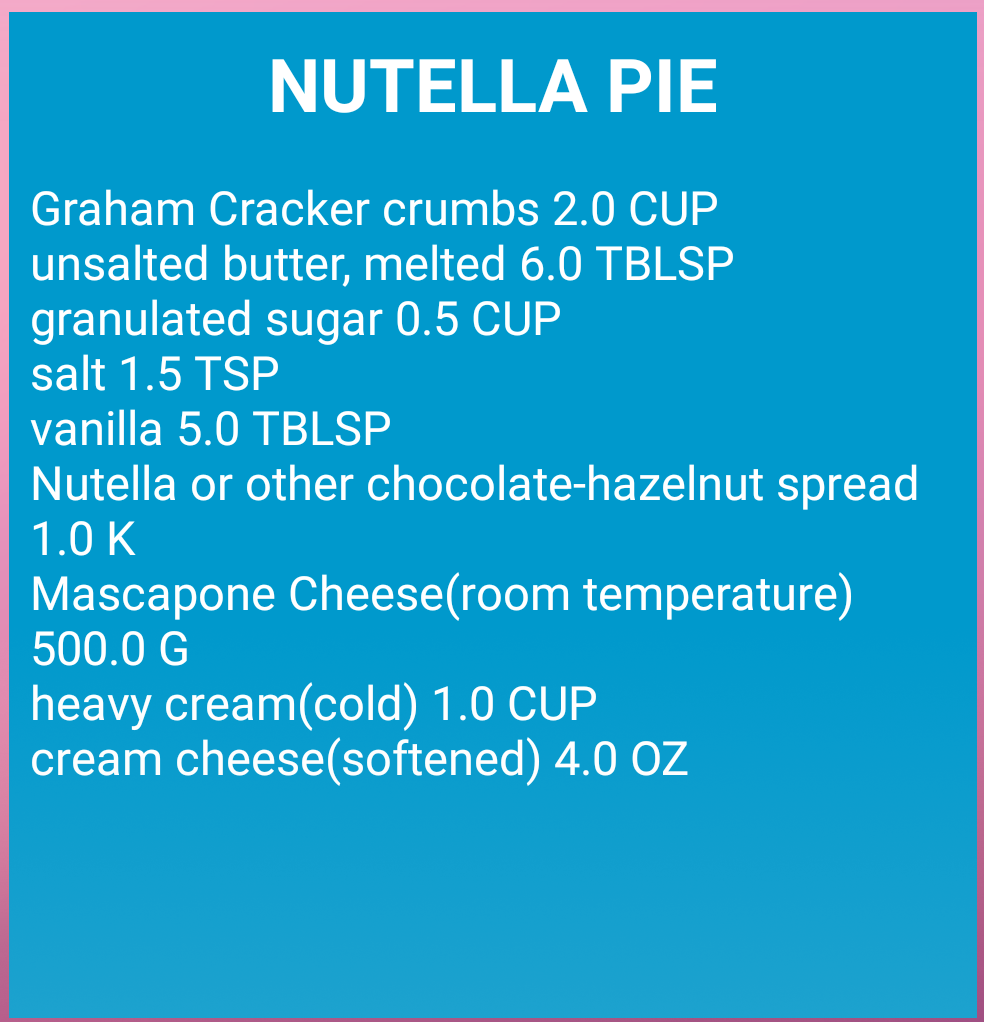 NUTELLA PIE
Graham Cracker crumbs 2.0 CUP
unsalted butter, melted 6.0 TBLSP
granulated sugar 0.5 CUP
salt 1.5 TSP
vanilla 5.0 TBLSP
Nutella or other chocolate-hazelnut spread
1.0 K
Mascapone Cheese(room temperature)
500.0 G
heavy cream(cold) 1.0 CUP
cream cheese(softened) 4.0 OZ